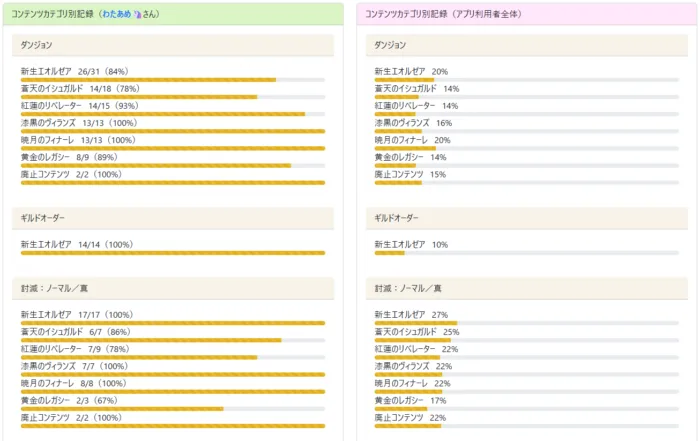 コンテンツカテゴリ別記録（わたあめ🦄さん）
ダンジョン
新生エオルゼア 26/31（84%）
蒼天のイシュガルド 14/18（78%）
紅蓮のリベレーター 14/15（93%）
漆黒のヴィランズ 13/13（100%）
暁月のフィナーレ 13/13（100%）
黄金のレガシー 8/9（89%）
廃止コンテンツ 2/2（100%）
ギルドオーダー
新生エオルゼア 14/14（100%）
討滅：ノーマル／真
新生エオルゼア 17/17（100%）
蒼天のイシュガルド 6/7（86%）
紅蓮のリベレーター 7/9（78%）
漆黒のヴィランズ 7/7（100%）
暁月のフィナーレ 8/8（100%）
黄金のレガシー 2/3（67%）
廃止コンテンツ 2/2（100%）
コンテンツカテゴリ別記録（アプリ利用者全体）
ダンジョン
新生エオルゼア 20%
蒼天のイシュガルド 14%
紅蓮のリベレーター 14%
漆黒のヴィランズ 16%
暁月のフィナーレ 20%
黄金のレガシー 14%
廃止コンテンツ 15%
ギルドオーダー
新生エオルゼア 10%
討滅：ノーマル／真
新生エオルゼア 27%
蒼天のイシュガルド 25%
紅蓮のリベレーター 22%
漆黒のヴィランズ 22%
暁月のフィナーレ 22%
黄金のレガシー 17%
廃止コンテンツ 22%